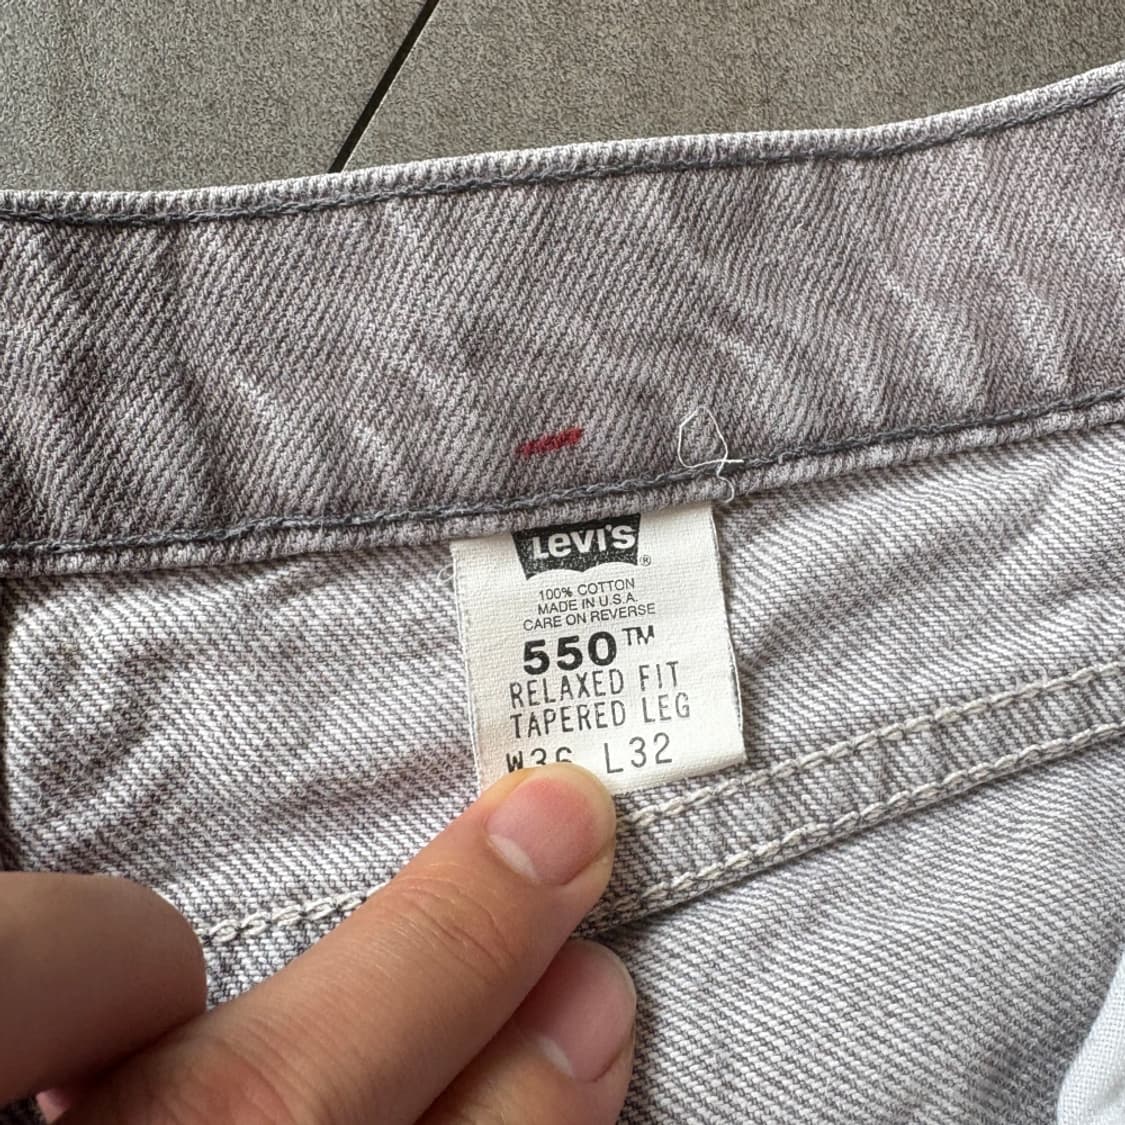 Levi's®
100% COTTON
MADE IN U.S.A.
CARE ON REVERSE
550™
RELAXED FIT
TAPERED LEG
W36 L32